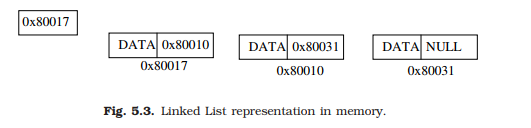 0x80017
DATA 0x80010 DATA 0x80031 DATA NULL
0x80017 0x80010 0x80031
Fig. 5.3. Linked List representation in memory.